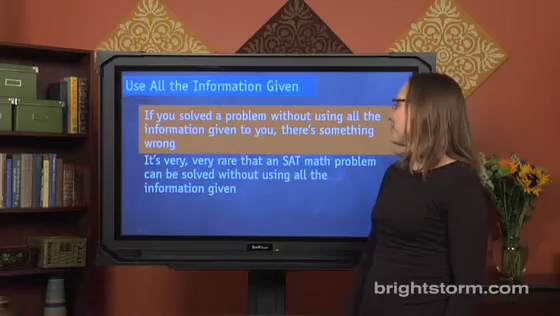 Use All the Information Given
If you solved a problem without using all the
information given to you, there's something
wrong
It's very, very rare that an SAT math problem
can be solved without using all the
information given
brightstorm.com